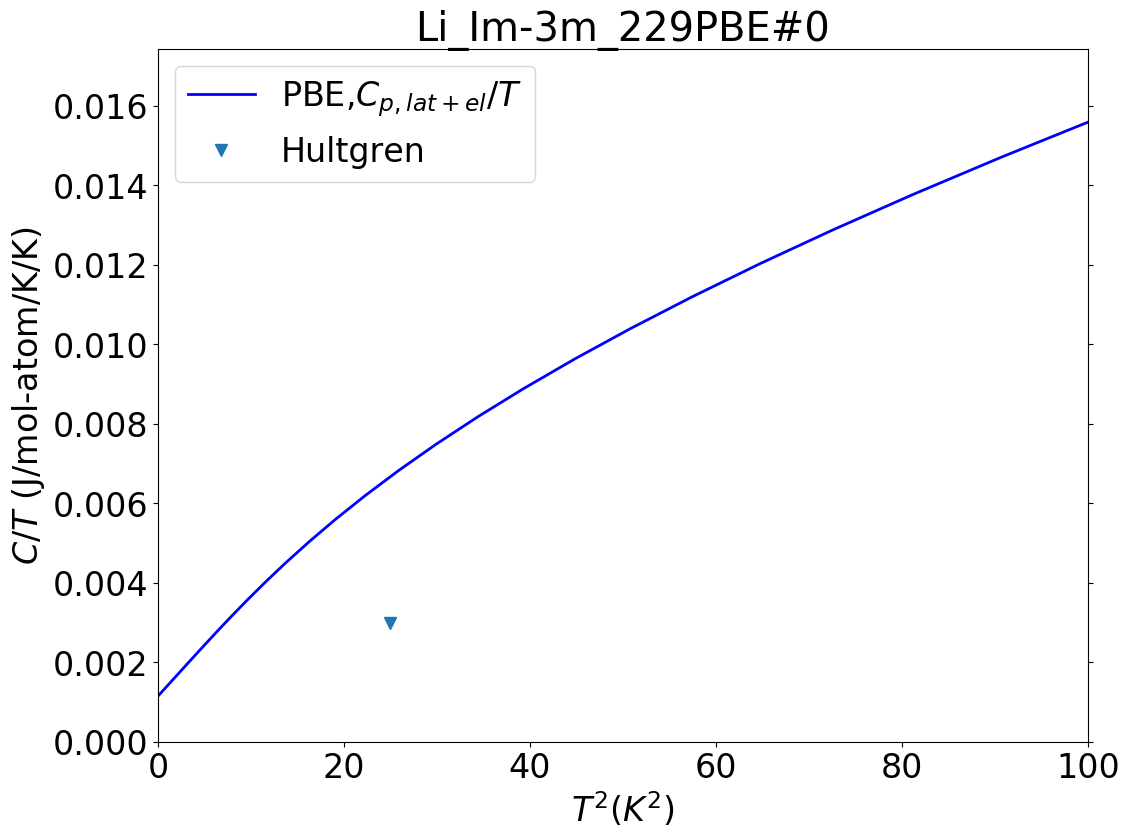 Li_Im-3m_229PBE#0
PBE,C_{p, lat+el}/T
Hultgren
C/T (J/mol-atom/K/K)
0.016
0.014
0.012
0.010
0.008
0.006
0.004
0.002
0.000
0 20 40 60 80 100
T^2(K^2)